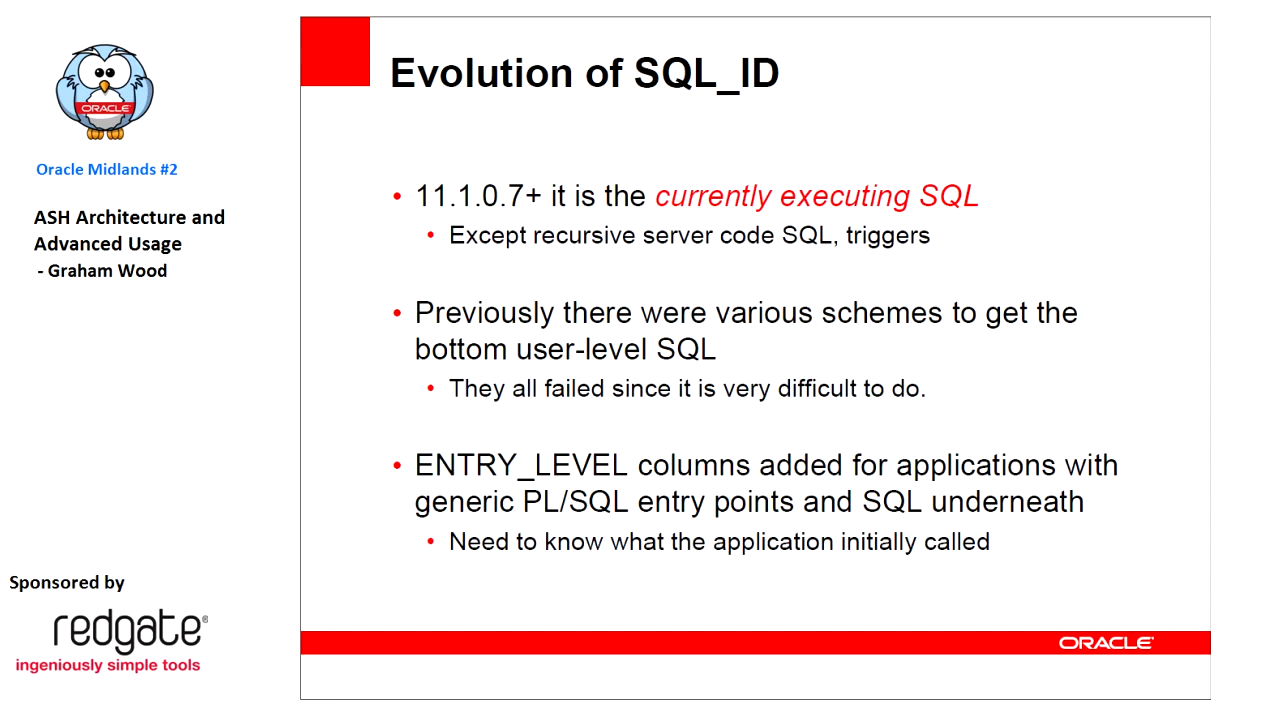 ORACLE
Oracle Midlands #2
ASH Architecture and
Advanced Usage
- Graham Wood
Sponsored by
redgate®
ingeniously simple tools
Evolution of SQL_ID
• 11.1.0.7+ it is the currently executing SQL
• Except recursive server code SQL, triggers
• Previously there were various schemes to get the
bottom user-level SQL
• They all failed since it is very difficult to do.
• ENTRY_LEVEL columns added for applications with
generic PL/SQL entry points and SQL underneath
• Need to know what the application initially called
ORACLE